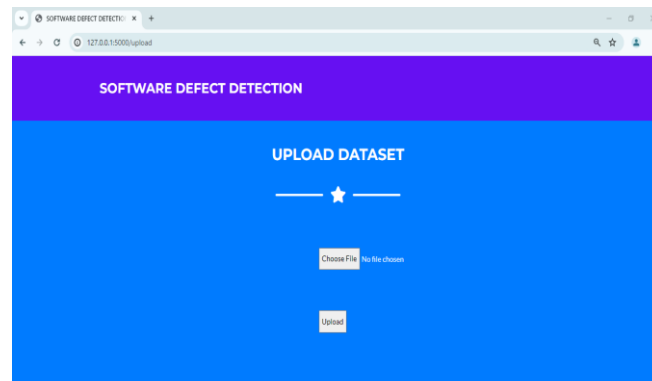 SOFTWARE DEFECT DETECTIO
127.0.0.1:5000/upload
SOFTWARE DEFECT DETECTION
UPLOAD DATASET
Choose File No file chosen
Upload